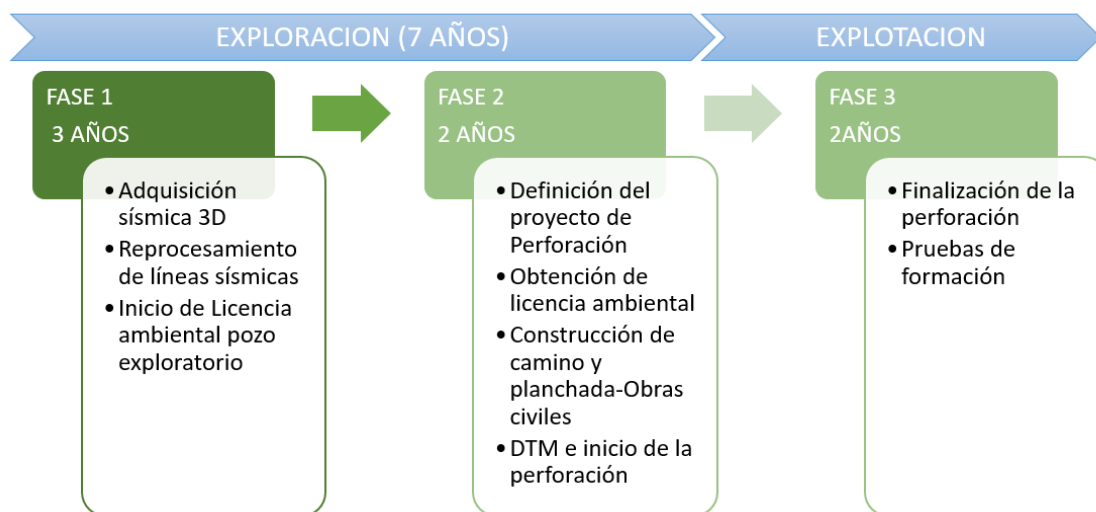 EXPLORACION (7 AÑOS)
EXPLOTACION
FASE 1
3 AÑOS
• Adquisición
sísmica 3D
• Reprocesamiento
de líneas sísmicas
• Inicio de Licencia
ambiental pozo
exploratorio
FASE 2
2 AÑOS
• Definición del
proyecto de
Perforación
• Obtención de
licencia ambiental
• Construcción de
camino y
planchada-Obras
civiles
• DTM e inicio de la
perforación
FASE 3
2AÑOS
• Finalización de la
perforación
• Pruebas de
formación